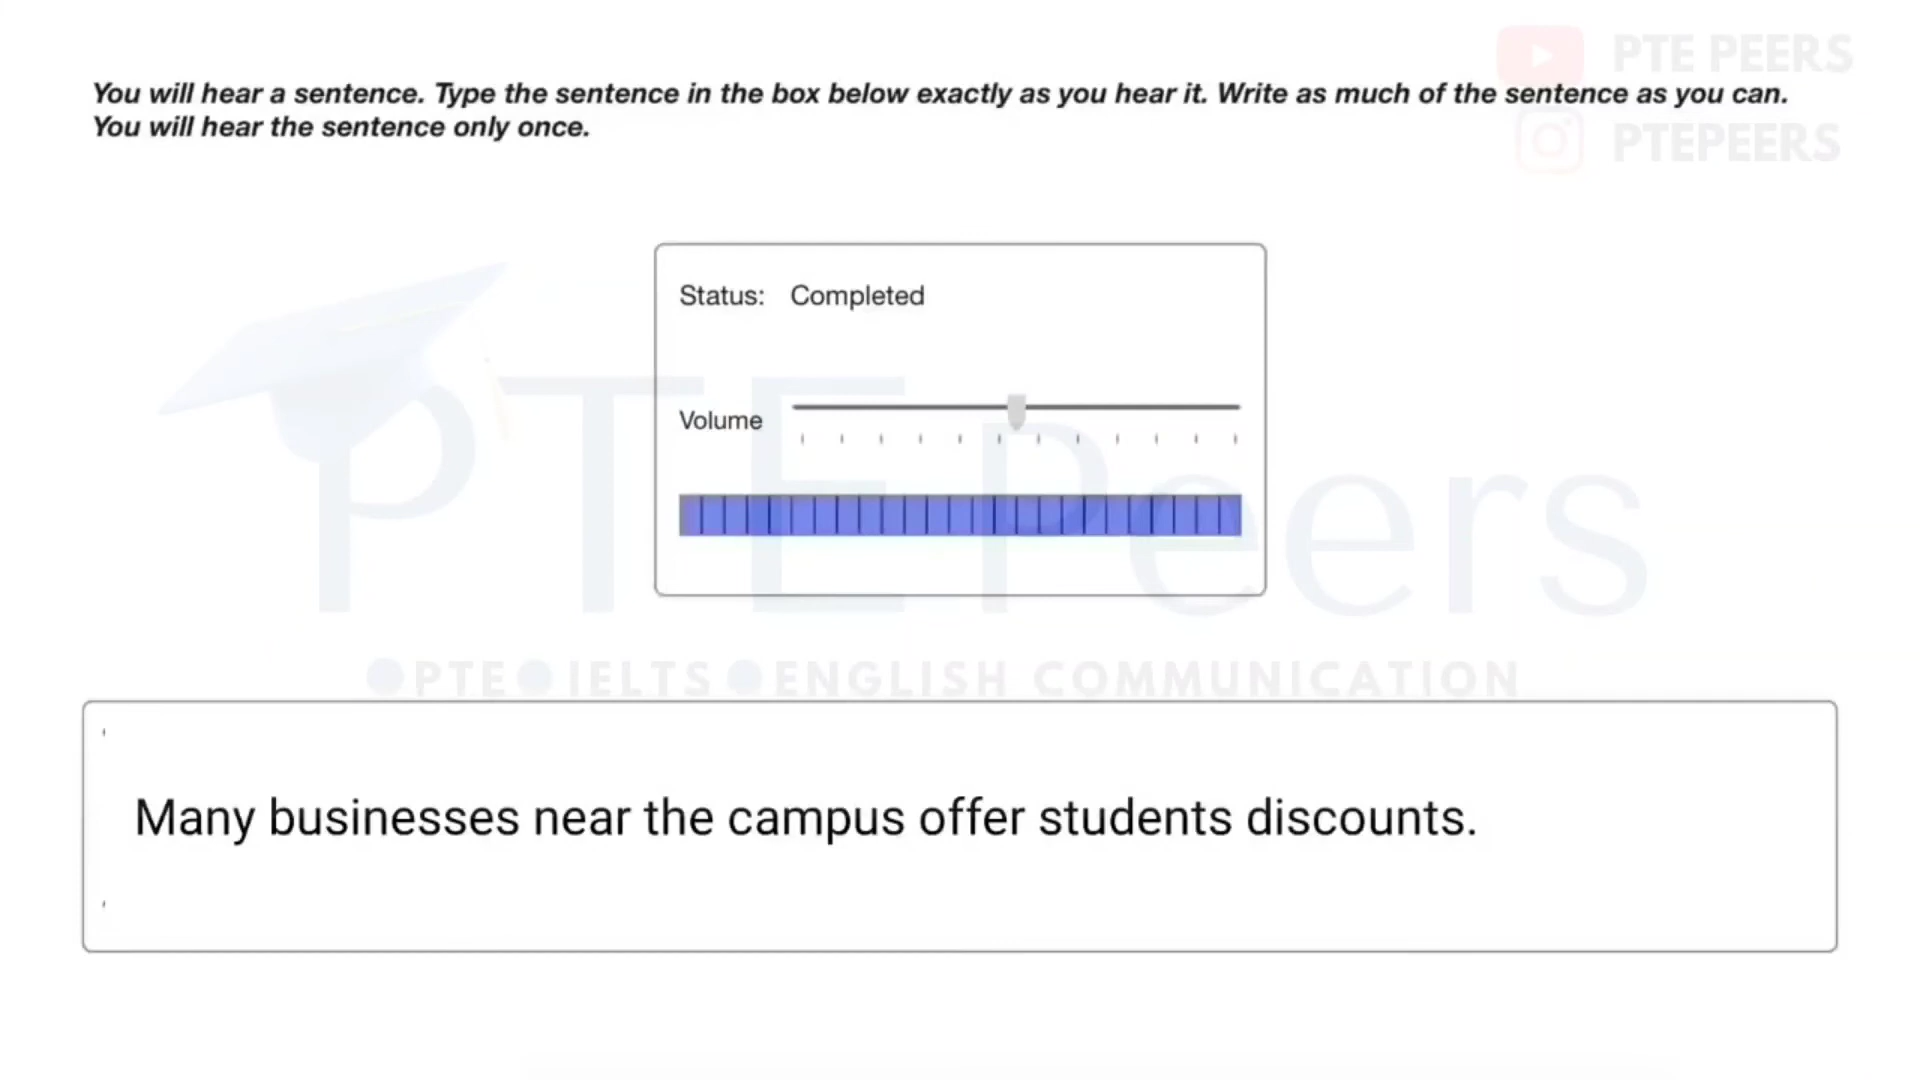 PTE PEERS
You will hear a sentence. Type the sentence in the box below exactly as you hear it. Write as much of the sentence as you can.
You will hear the sentence only once.
PTEPEERS
Status: Completed
Volume
PTE Peers
PTE IELTS ENGLISH COMMUNICATION
Many businesses near the campus offer students discounts.